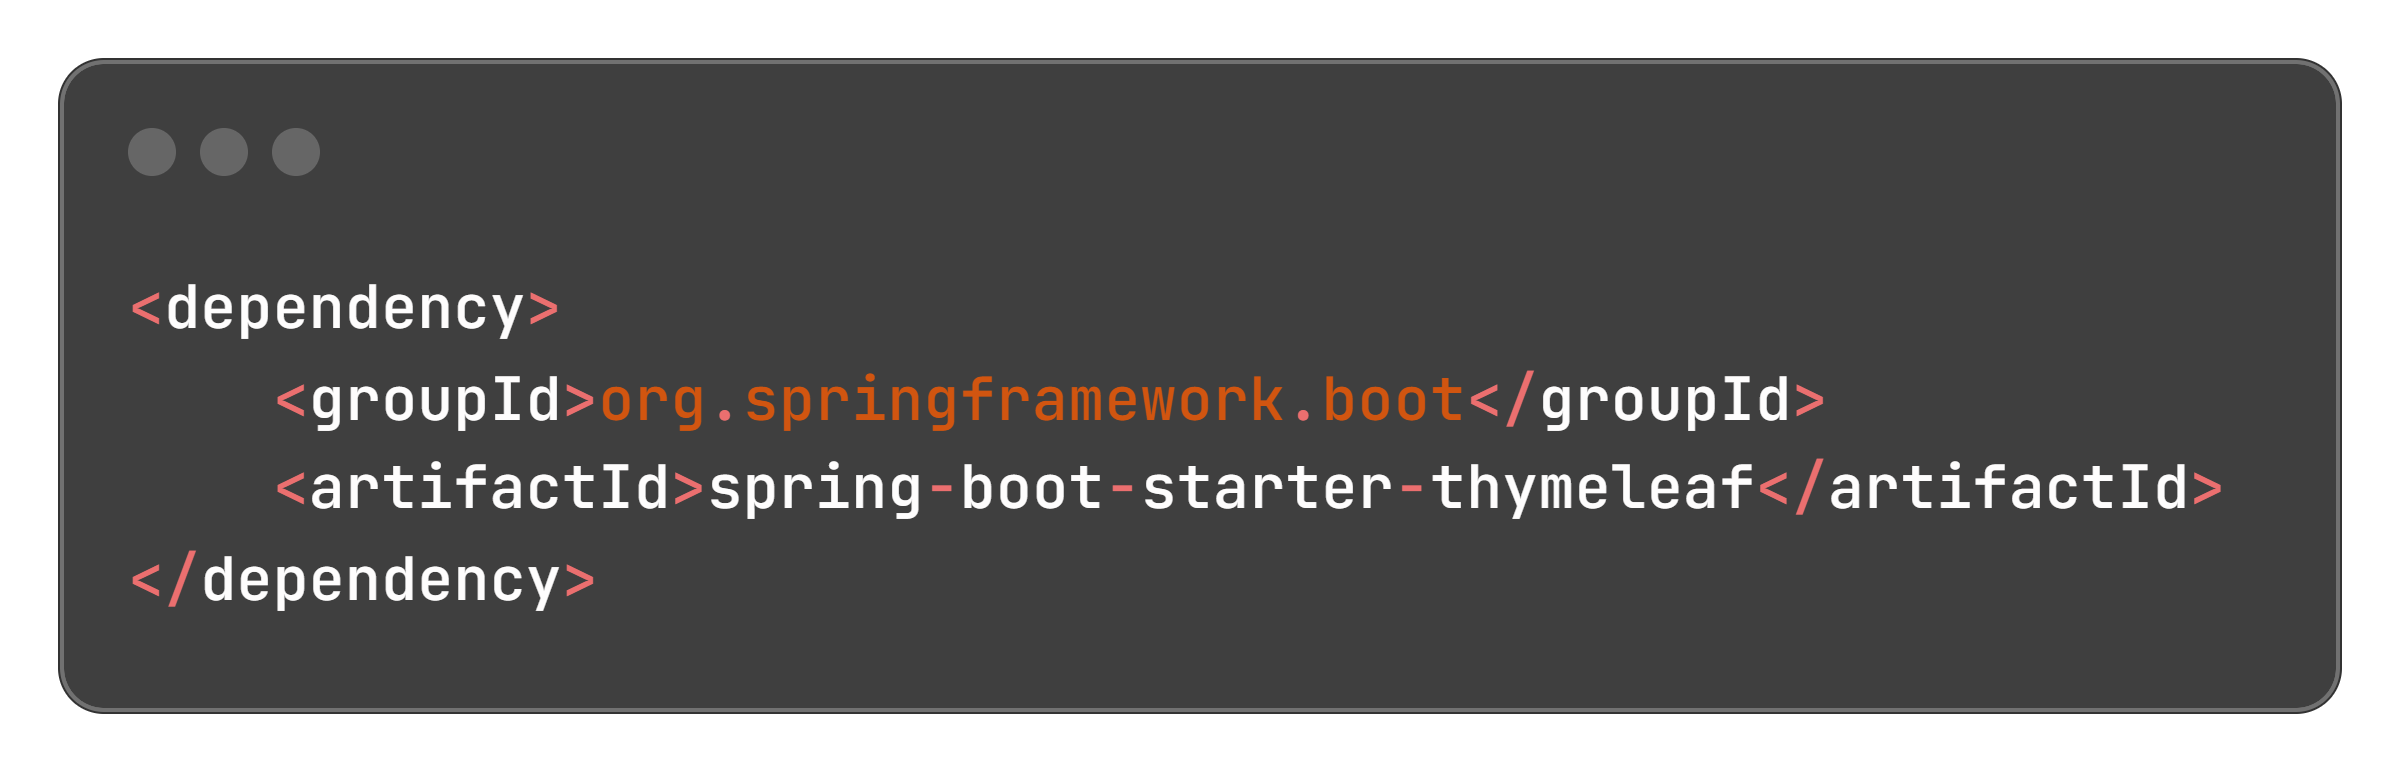 <dependency>
    <groupId>org.springframework.boot</groupId>
    <artifactId>spring-boot-starter-thymeleaf</artifactId>
</dependency>